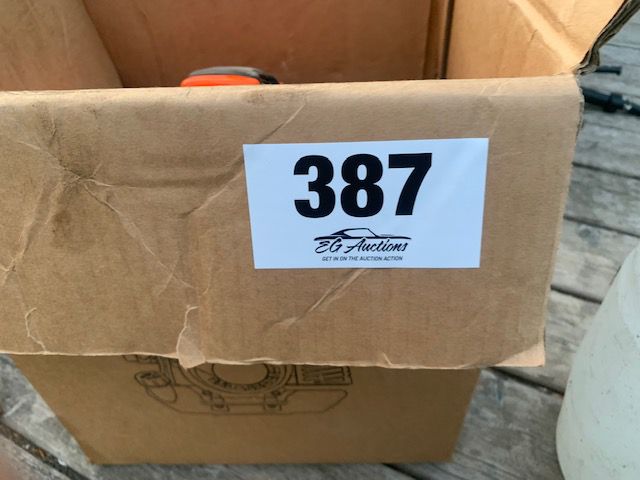 387
EG Auctions
GET IN ON THE AUCTION ACTION